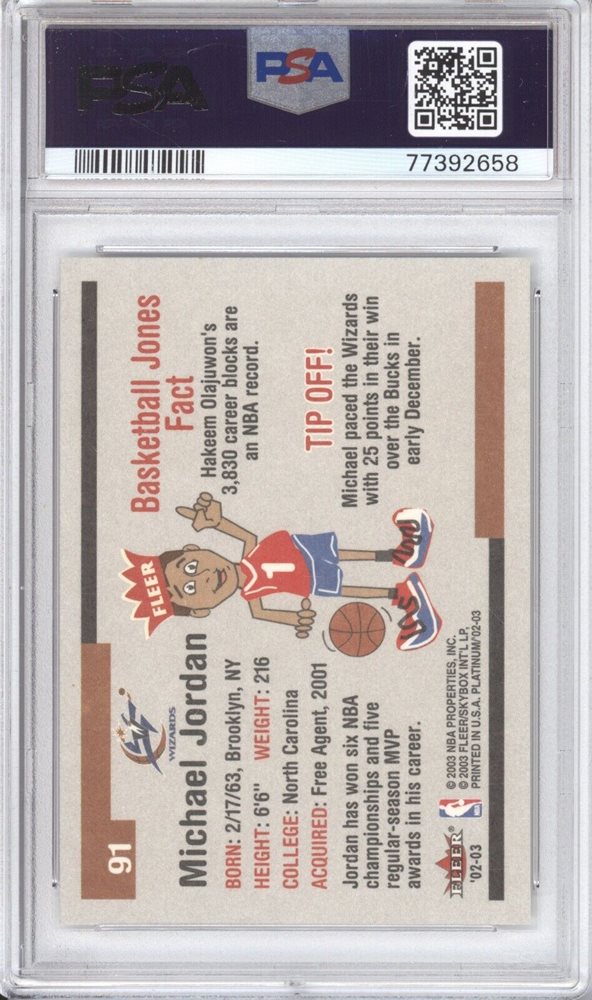 PSA
PSA
77392658
91
WIZARDS
Michael Jordan
BORN: 2/17/63, Brooklyn, NY
HEIGHT: 6'6" WEIGHT: 216
COLLEGE: North Carolina
ACQUIRED: Free Agent, 2001
Jordan has won six NBA
championships and five
regular-season MVP
awards in his career.
FLEER
1
Basketball Jones
Fact
Hakeem Olajuwon's
3,830 career blocks are
an NBA record.
TIP OFF!
Michael paced the Wizards
with 25 points in their win
over the Bucks in
early December.
FLEER®
'02-03
© 2003 NBA PROPERTIES, INC.
© 2003 FLEER/SKYBOX INT'L LP,
PRINTED IN U.S.A. PLATINUM/'02-03